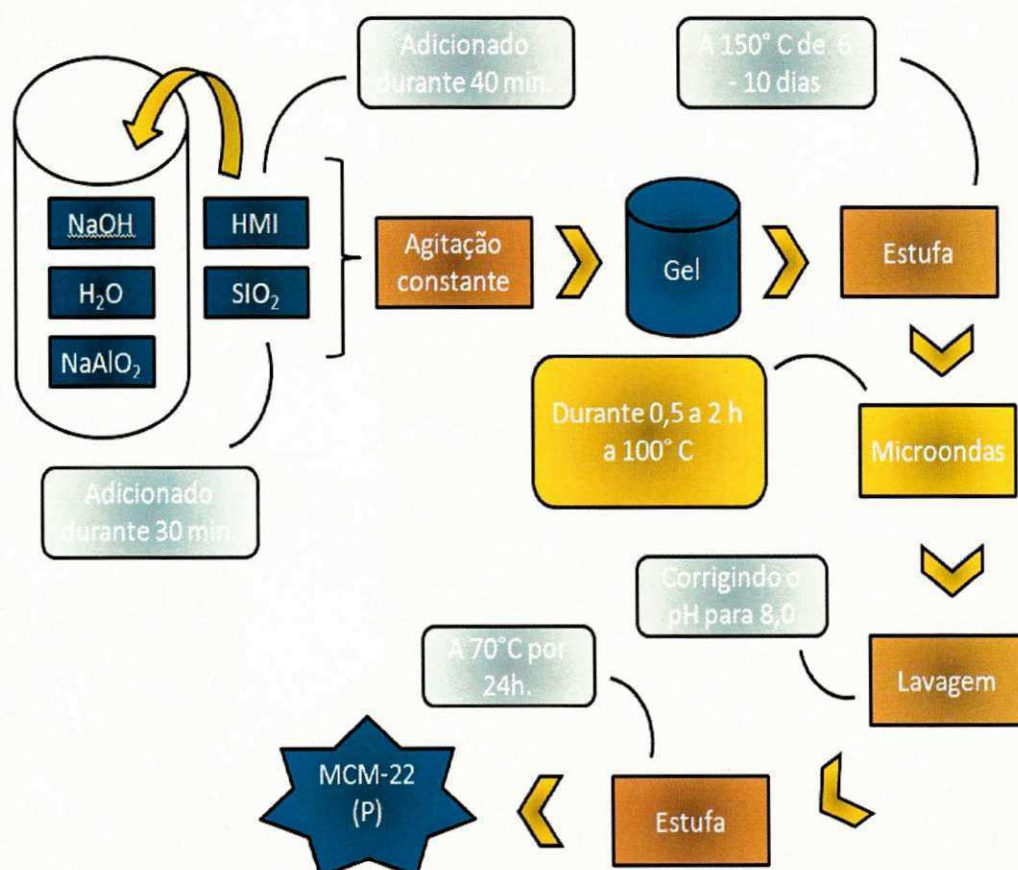 Adicionado
durante 40 min.
A 150° C de 6
- 10 dias
NaOH
H₂O
NaAlO₂
HMI
SIO₂
Agitação
constante
Gel
Estufa
Durante 0,5 a 2 h
a 100° C
Microondas
Adicionado
durante 30 min.
Corrigindo o
pH para 8,0
Lavagem
A 70°C por
24h.
Estufa
MCM-22
(P)